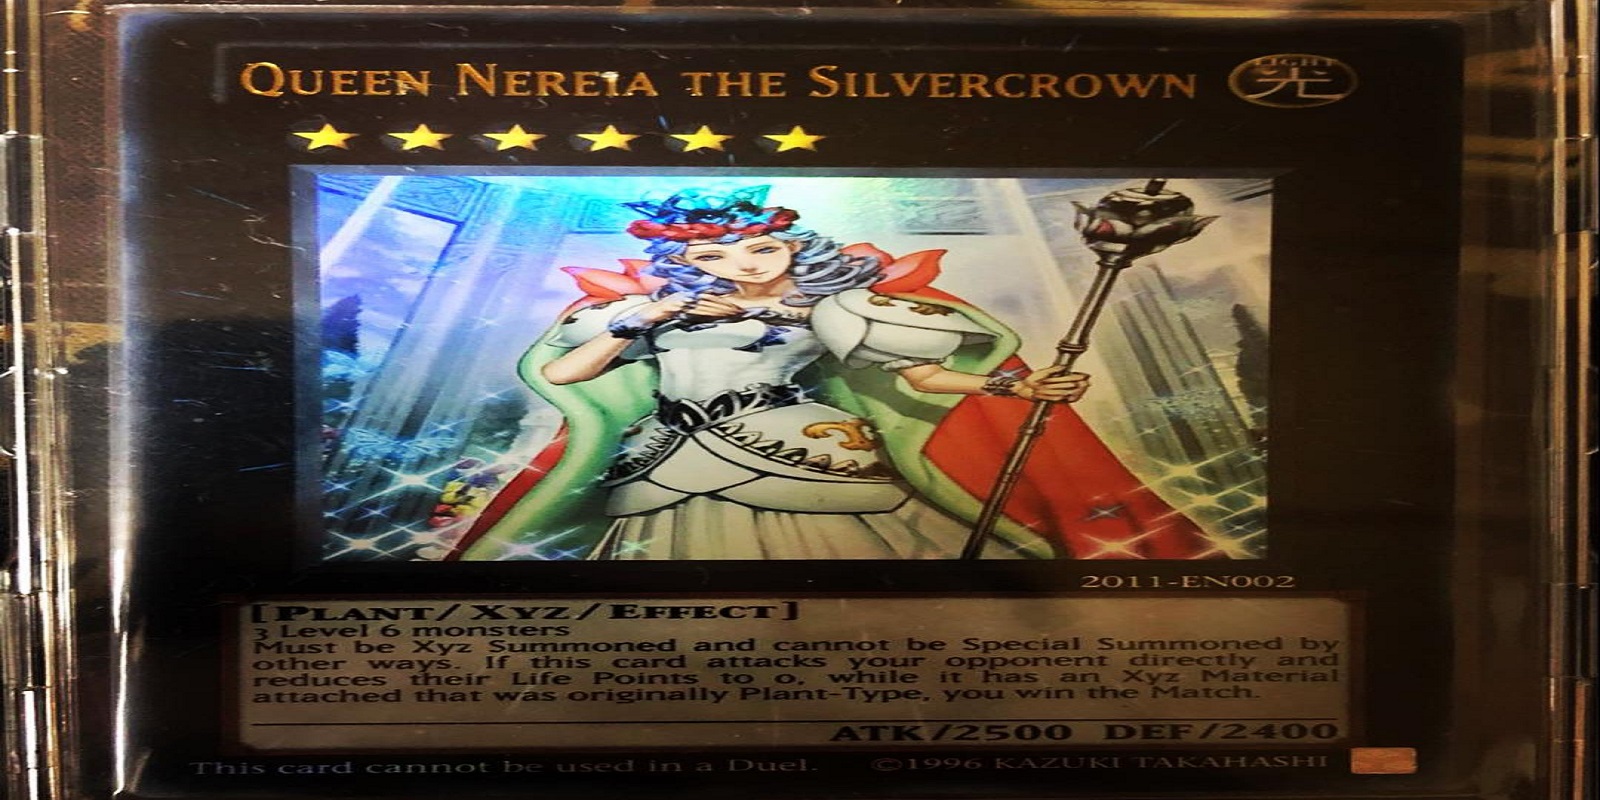 QUEEN NEREIA THE SILVERCROWN
LIGHT
光
2011-EN002
[PLANT/XYZ/EFFECT]
3 Level 6 monsters
Must be Xyz Summoned and cannot be Special Summoned by
other ways. If this card attacks your opponent directly and
reduces their Life Points to 0, while it has an Xyz Material
attached that was originally Plant-Type, you win the Match.
ATK/2500 DEF/2400
This card cannot be used in a Duel. ©1996 KAZUKI TAKAHASHI